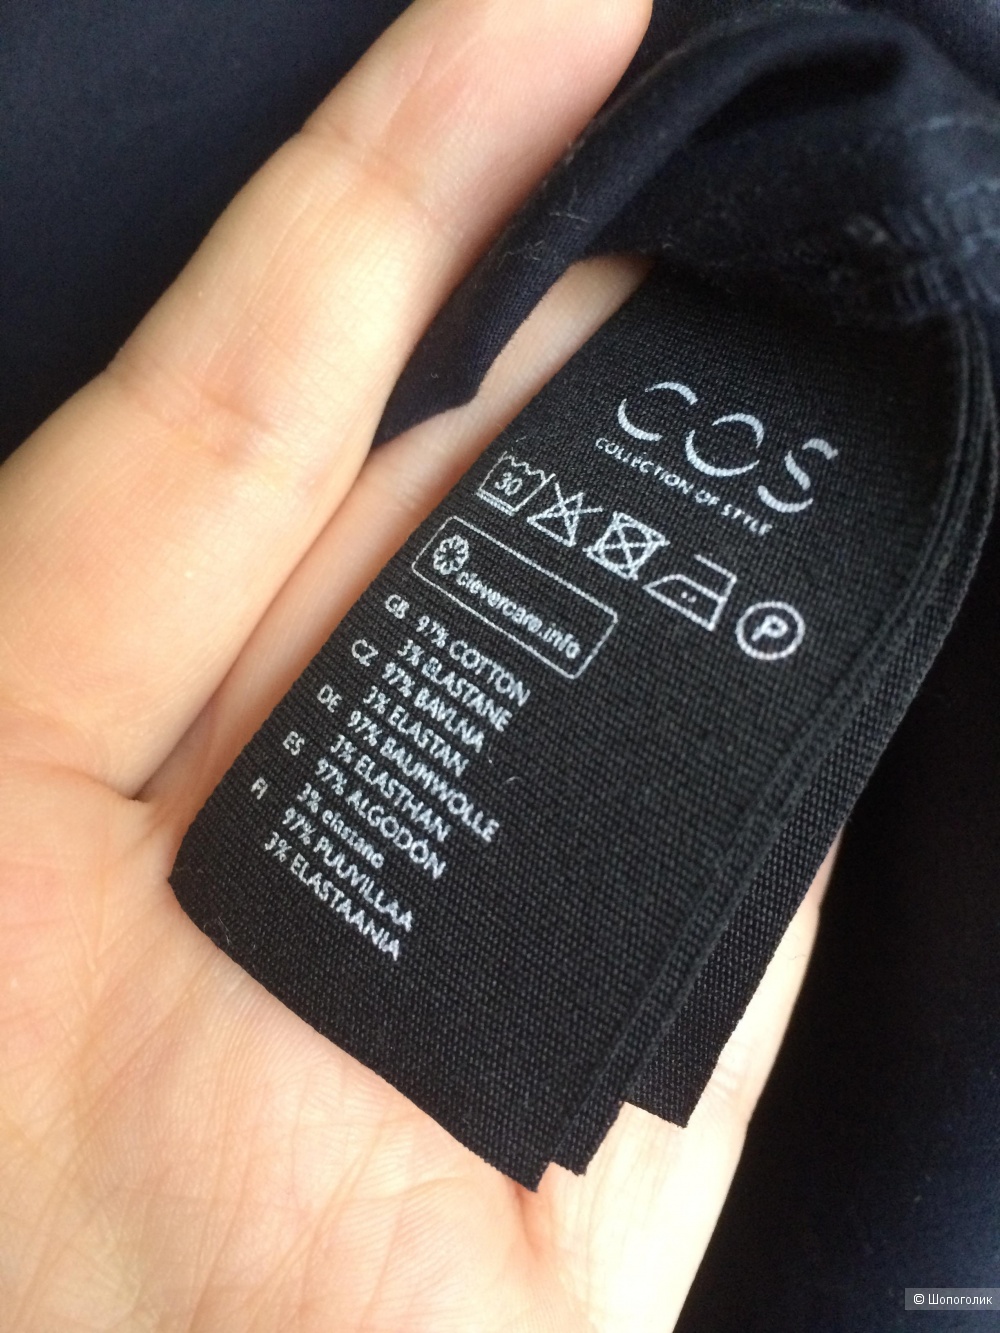 COS
COLLECTION OF STYLE
30
P
clevercare.info
GB 97% COTTON
3% ELASTANE
CZ 97% BAVLNA
3% ELASTAN
DE 97% BAUMWOLLE
3% ELASTHAN
ES 97% ALGODÓN
3% elastano
FI 97% PUUVILLAA
3% ELASTAANIA
© Шопоголик